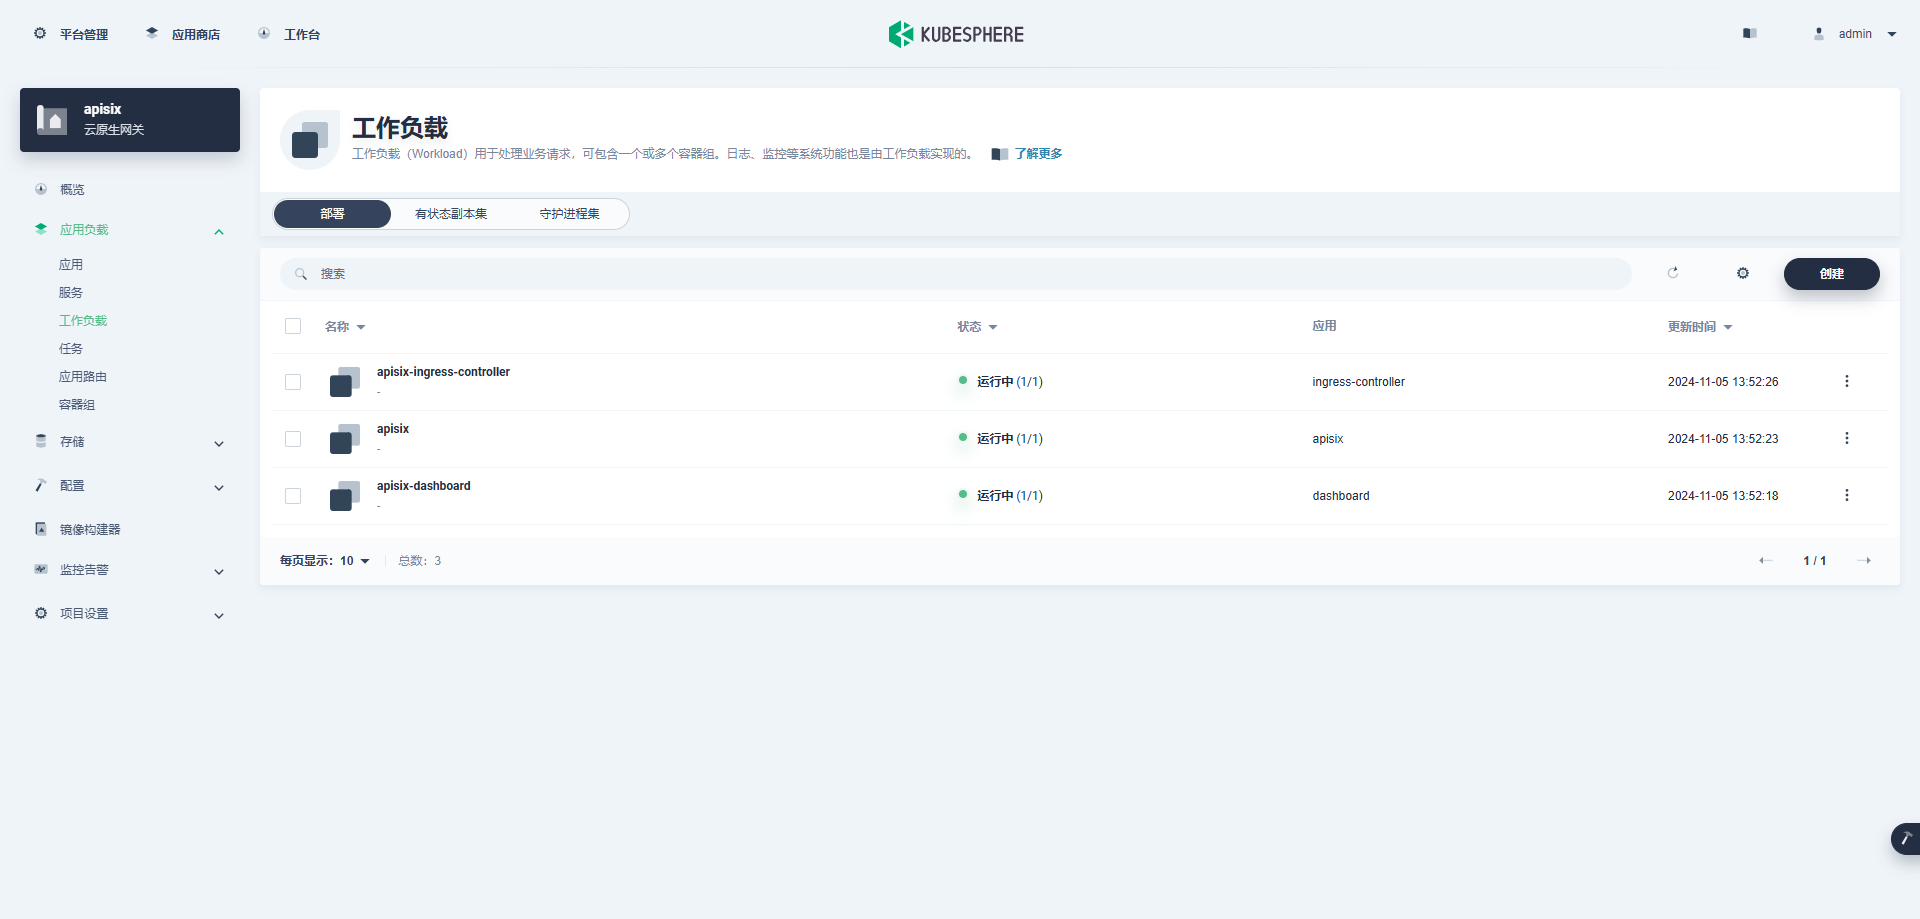 平台管理
应用商店
工作台
KUBESPHERE
admin
apisix
云原生网关
概览
应用负载
应用
服务
工作负载
任务
应用路由
容器组
存储
配置
镜像构建器
监控告警
项目设置
工作负载
工作负载（Workload）用于处理业务请求，可包含一个或多个容器组。日志、监控等系统功能也是由工作负载实现的。 了解更多
部署 有状态副本集 守护进程集
搜索
创建
名称 状态 应用 更新时间
apisix-ingress-controller
-
运行中 (1/1) ingress-controller 2024-11-05 13:52:26
apisix
-
运行中 (1/1) apisix 2024-11-05 13:52:23
apisix-dashboard
-
运行中 (1/1) dashboard 2024-11-05 13:52:18
每页显示：10 总数：3
1 / 1